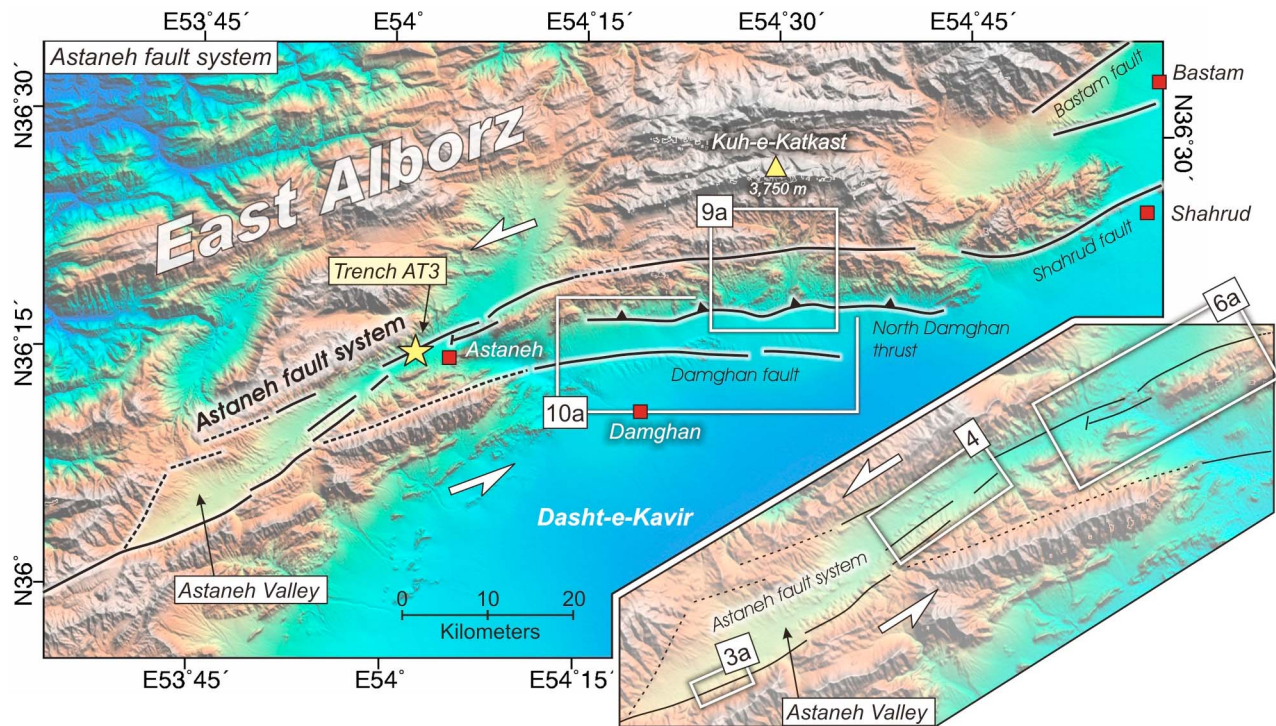 E53˚45´
E54˚
E54˚15´
E54˚30´
E54˚45´
Astaneh fault system
N36˚30´
N36˚15´
N36˚
East Alborz
Kuh-e-Katkast
3,750 m
Bastam fault
Bastam
N36˚30´
Shahrud
Shahrud fault
9a
Trench AT3
Astaneh fault system
Astaneh
North Damghan
thrust
Damghan fault
10a
Damghan
6a
4
Dasht-e-Kavir
Astaneh Valley
0
10
20
Kilometers
Astaneh fault system
3a
Astaneh Valley
E53˚45´
E54˚
E54˚15´